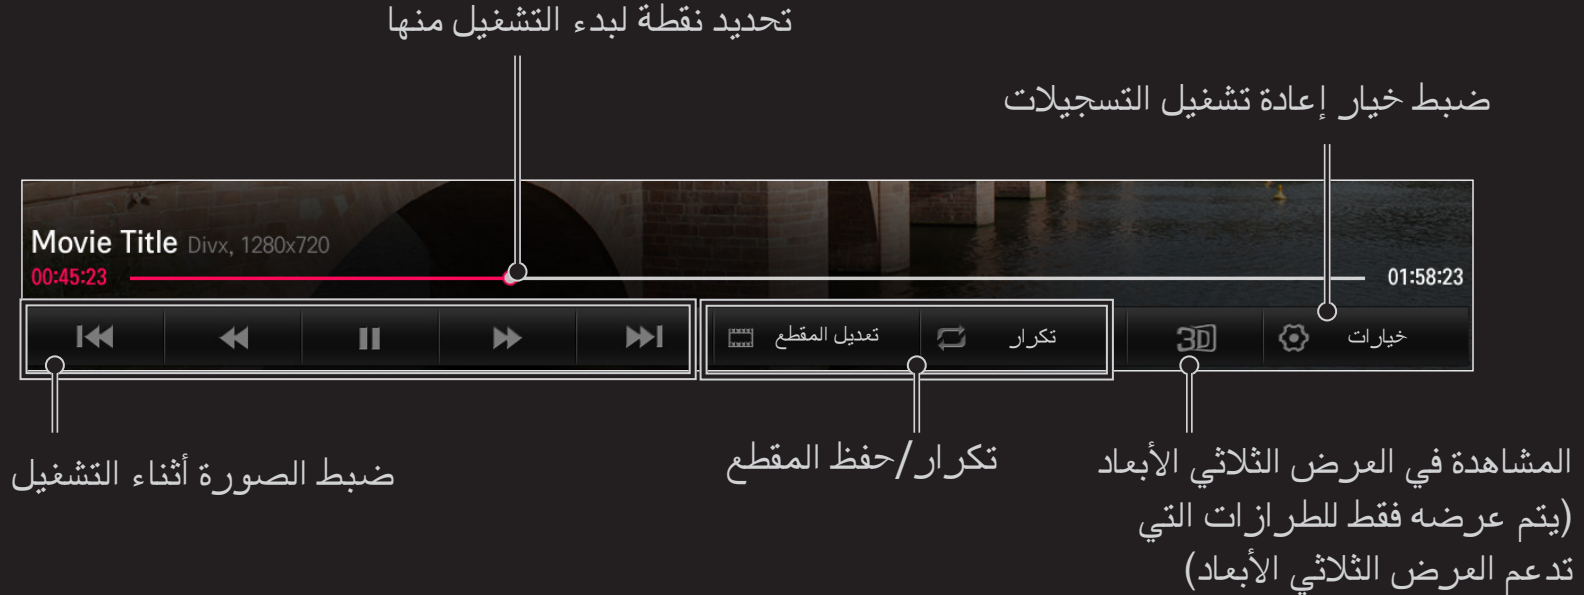 تحديد نقطة لبدء التشغيل منها
ضبط خيار إعادة تشغيل التسجيلات
Movie Title Divx, 1280x720
00:45:23
01:58:23
تعديل المقطع
تكرار
3D
خيارات
ضبط الصورة أثناء التشغيل
تكرار/حفظ المقطع
المشاهدة في العرض الثلاثي الأبعاد
(يتم عرضه فقط للطرازات التي
تدعم العرض الثلاثي الأبعاد)